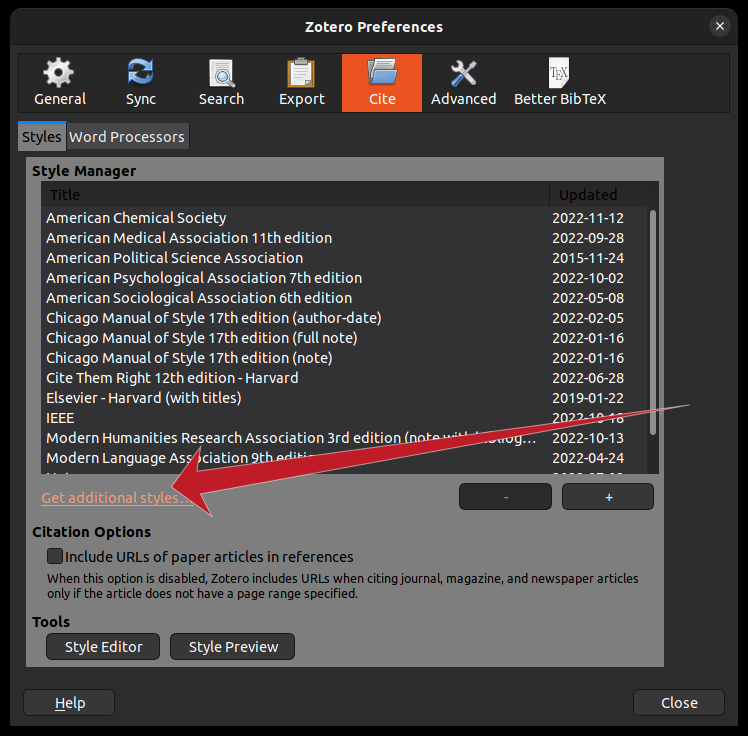 Zotero Preferences
General Sync Search Export Cite Advanced Better BibTeX
Styles Word Processors
Style Manager
Title Updated
American Chemical Society 2022-11-12
American Medical Association 11th edition 2022-09-28
American Political Science Association 2015-11-24
American Psychological Association 7th edition 2022-10-02
American Sociological Association 6th edition 2022-05-08
Chicago Manual of Style 17th edition (author-date) 2022-02-05
Chicago Manual of Style 17th edition (full note) 2022-01-16
Chicago Manual of Style 17th edition (note) 2022-01-16
Cite Them Right 12th edition - Harvard 2022-06-28
Elsevier - Harvard (with titles) 2019-01-22
IEEE 2022-10-18
Modern Humanities Research Association 3rd edition (note with 2022-10-13
Modern Language Association 9th edition 2022-04-24
Get additional styles... - +
Citation Options
Include URLs of paper articles in references
When this option is disabled, Zotero includes URLs when citing journal, magazine, and newspaper articles
only if the article does not have a page range specified.
Tools
Style Editor Style Preview
Help Close